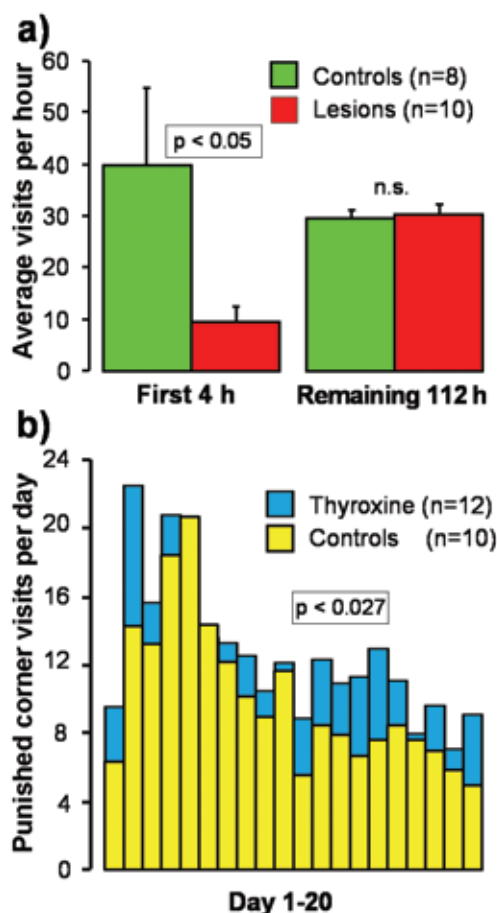 a)
Average visits per hour
60
50
40
30
20
10
0
Controls (n=8)
Lesions (n=10)
p < 0.05
n.s.
First 4 h
Remaining 112 h
b)
Punished corner visits per day
24
20
16
12
8
4
0
Thyroxine (n=12)
Controls (n=10)
p < 0.027
Day 1-20